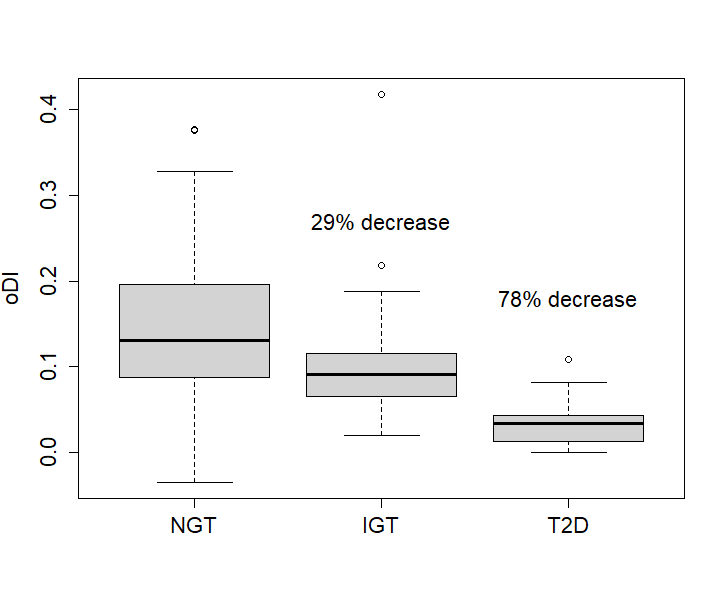 0.4
0.3
0.2
0.1
0.0
oDI
29% decrease
78% decrease
NGT
IGT
T2D